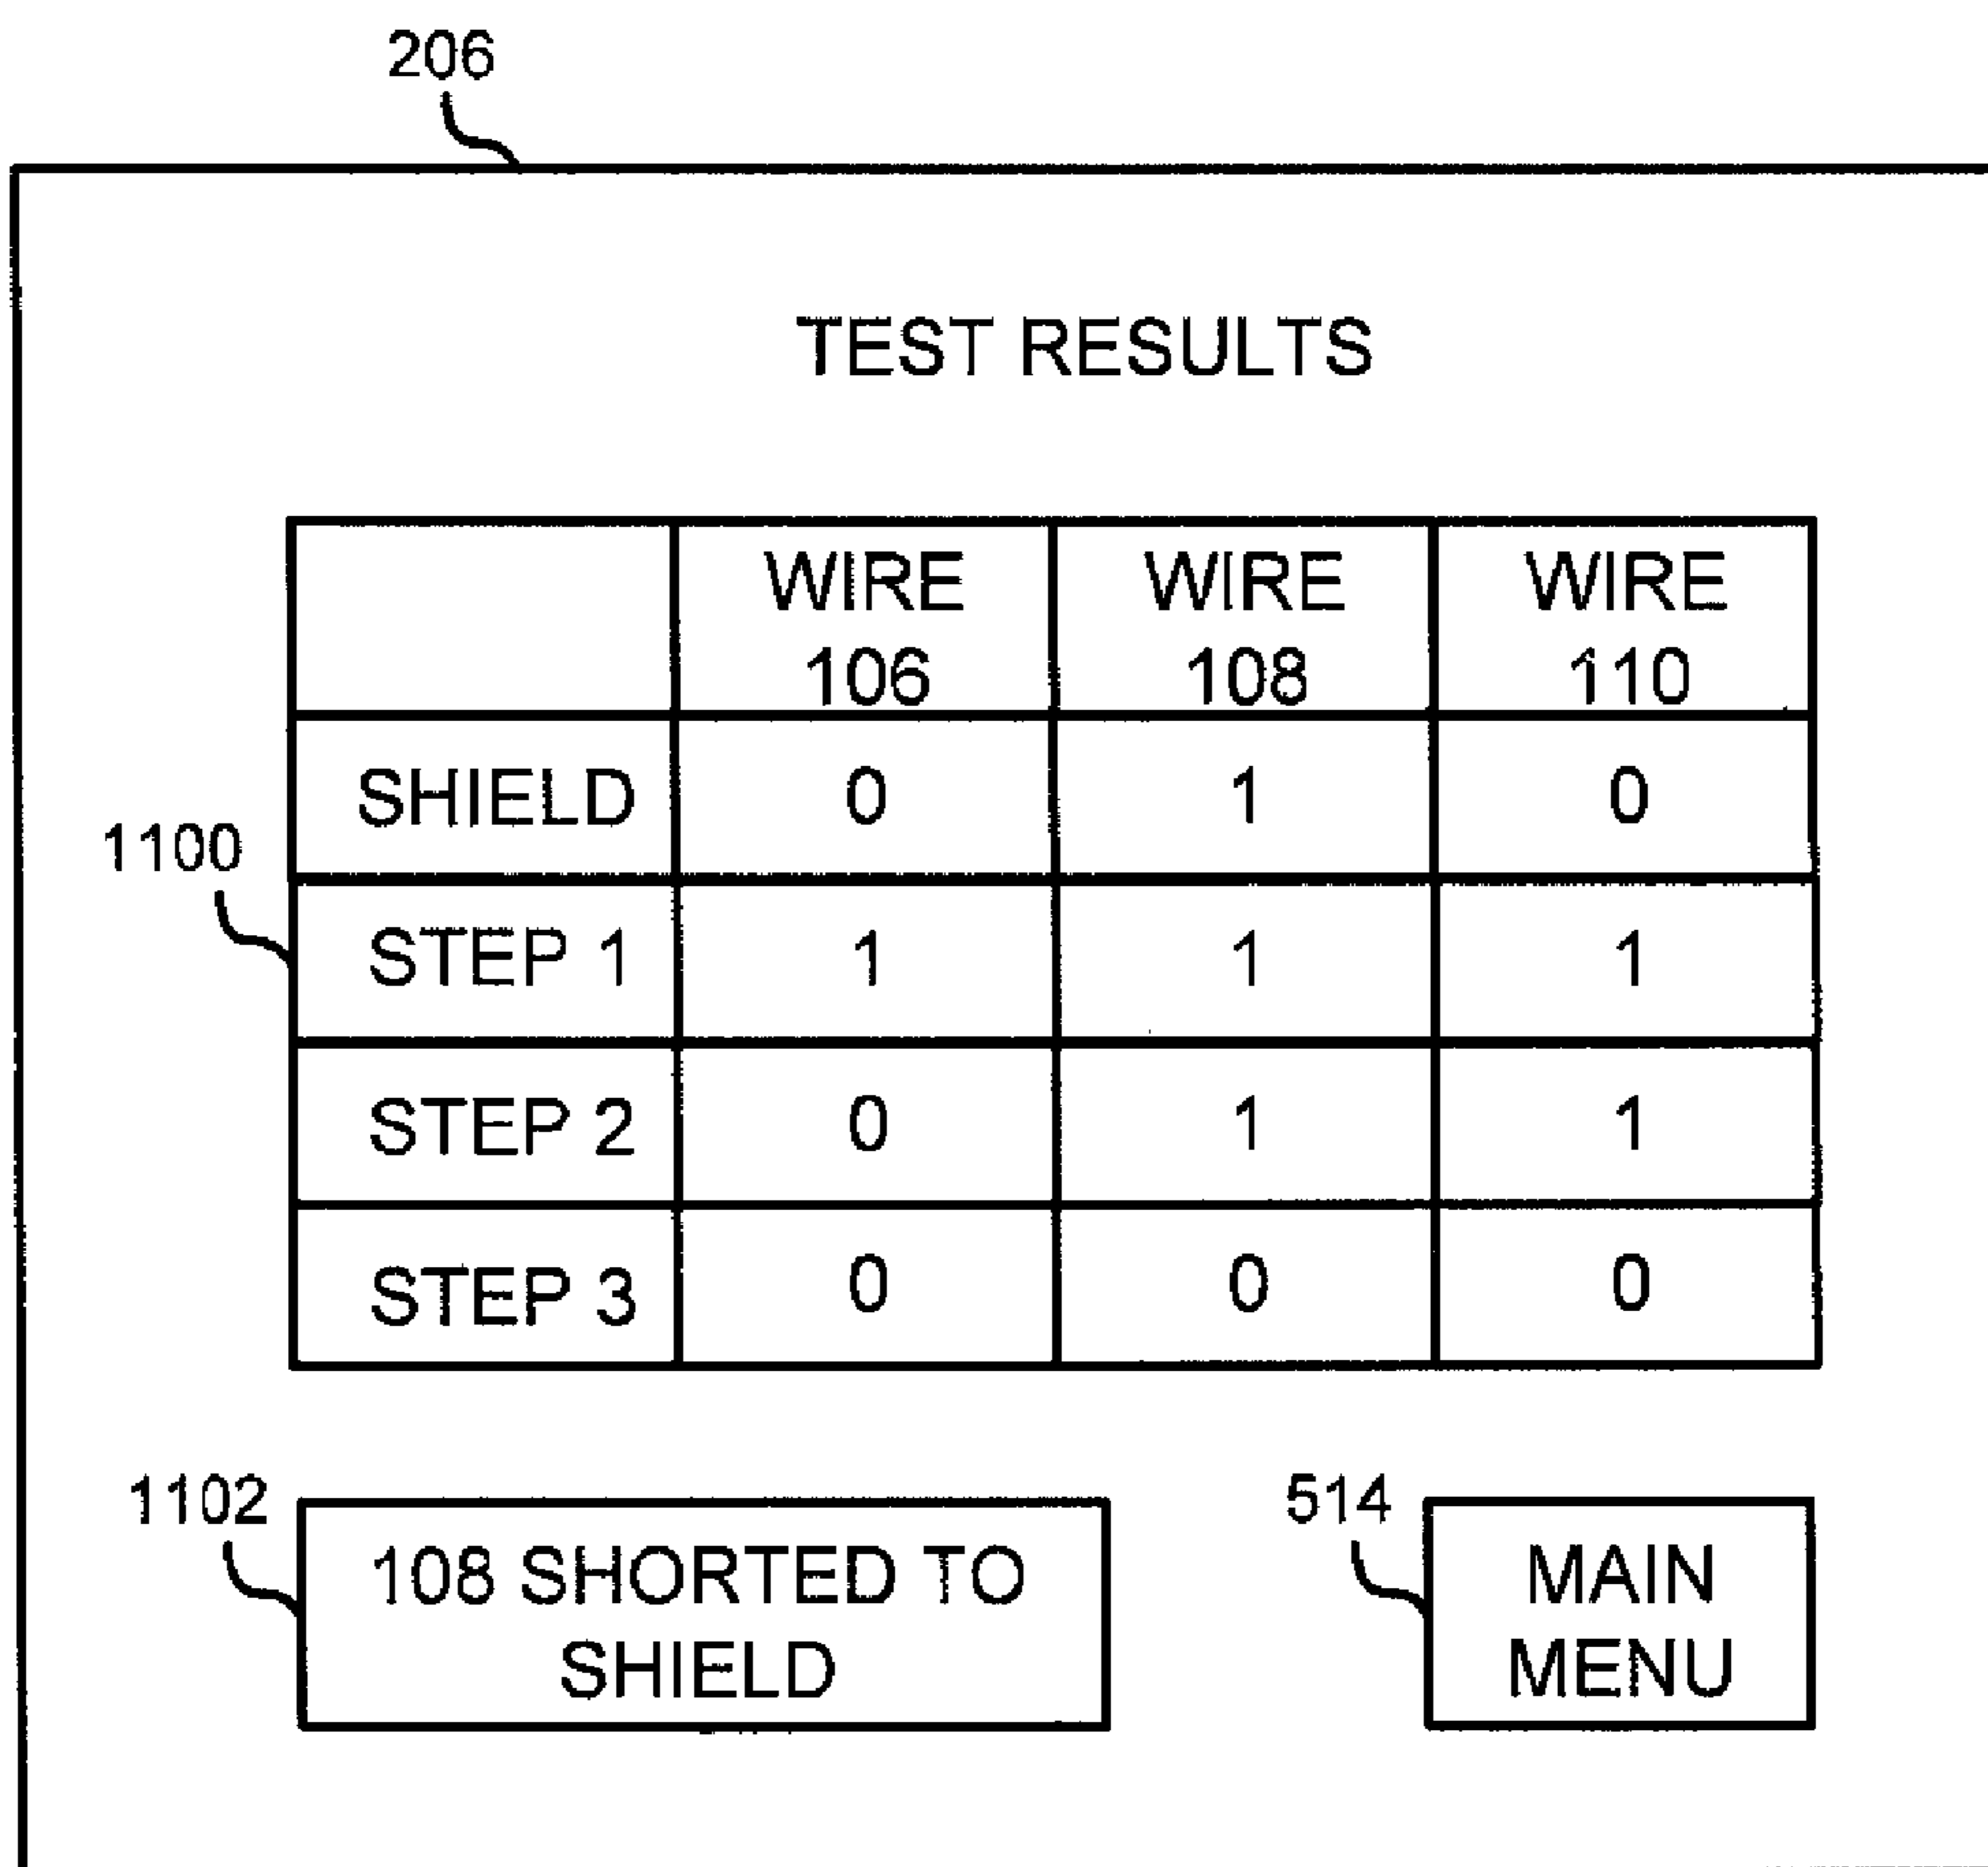 206
TEST RESULTS
WIRE 106 WIRE 108 WIRE 110
SHIELD 0 1 0
1100
STEP 1 1 1 1
STEP 2 0 1 1
STEP 3 0 0 0
1102
108 SHORTED TO
SHIELD
514
MAIN
MENU